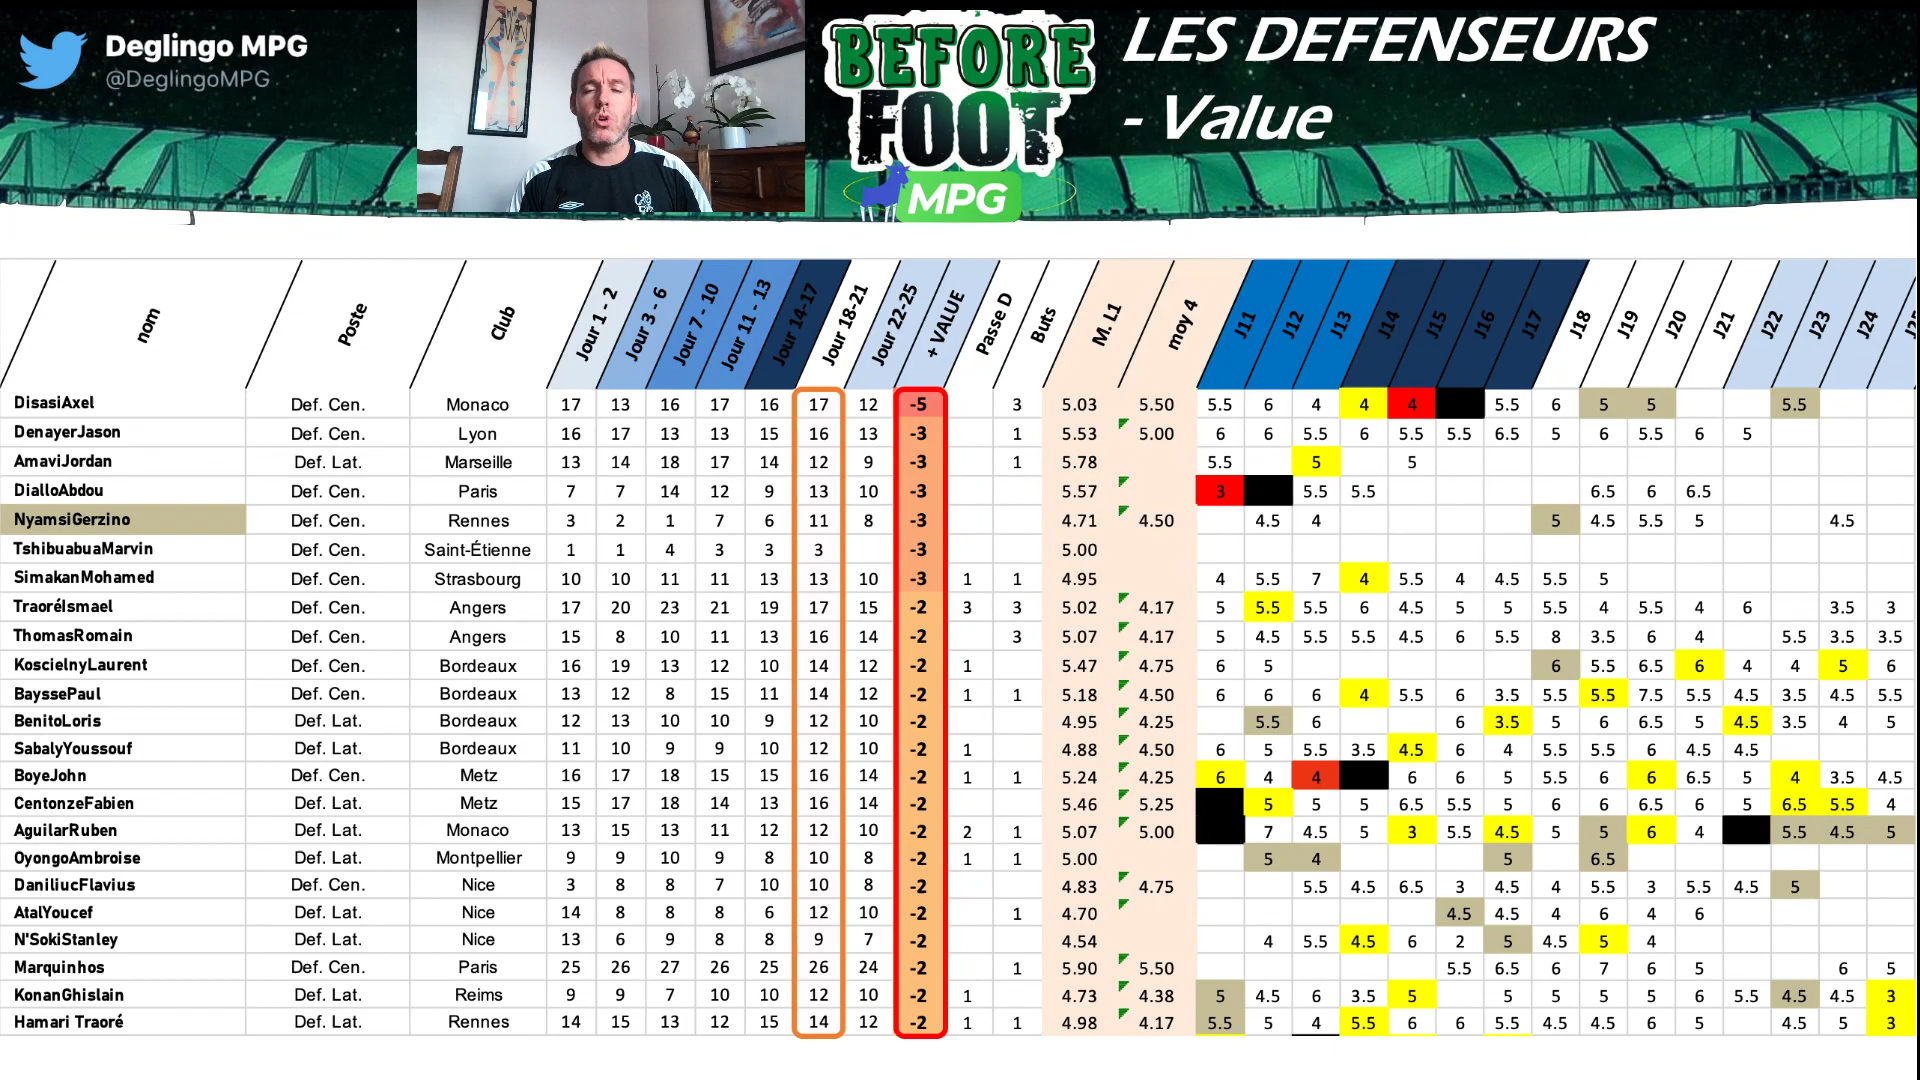 Deglingo MPG
@DeglingoMPG
BEFORE
FOOT
MPG
LES DEFENSEURS
- Value
nom Poste Club Jour 1 - 2 Jour 3 - 6 Jour 7 - 10 Jour 11 - 13 Jour 14-17 Jour 18-21 Jour 22-25 + VALUE Passe D Buts M. L1 moy 4 J11 J12 J13 J14 J15 J16 J17 J18 J19 J20 J21 J22 J23 J24
DisasiAxel Def. Cen. Monaco 17 13 16 17 16 17 12 -5 3 5.03 5.50 5.5 6 4 4 4 5.5 6 5 5 5.5
DenayerJason Def. Cen. Lyon 16 17 13 13 15 16 13 -3 1 5.53 5.00 6 6 5.5 6 5.5 5.5 6.5 5 6 5.5 6 5
AmaviJordan Def. Lat. Marseille 13 14 18 17 14 12 9 -3 1 5.78 5.5 5 5
DialloAbdou Def. Cen. Paris 7 7 14 12 9 13 10 -3 5.57 3 5.5 5.5 6.5 6 6.5
NyamsiGerzino Def. Cen. Rennes 3 2 1 7 6 11 8 -3 4.71 4.50 4.5 4 5 4.5 5.5 5 4.5
TshibuabuaMarvin Def. Cen. Saint-Étienne 1 1 4 3 3 3 -3 5.00
SimakanMohamed Def. Cen. Strasbourg 10 10 11 11 13 13 10 -3 1 1 4.95 4 5.5 7 4 5.5 4 4.5 5.5 5
TraoréIsmael Def. Cen. Angers 17 20 23 21 19 17 15 -2 3 3 5.02 4.17 5 5.5 5.5 6 4.5 5 5 5.5 4 5.5 4 6 3.5 3
ThomasRomain Def. Cen. Angers 15 8 10 11 13 16 14 -2 3 5.07 4.17 5 4.5 5.5 5.5 4.5 6 5.5 8 3.5 6 4 5.5 3.5 3.5
KoscielnyLaurent Def. Cen. Bordeaux 16 19 13 12 10 14 12 -2 1 5.47 4.75 6 5 6 5.5 6.5 6 4 4 5 6
BayssePaul Def. Cen. Bordeaux 13 12 8 15 11 14 12 -2 1 1 5.18 4.50 6 6 6 4 5.5 6 3.5 5.5 5.5 7.5 5.5 4.5 3.5 4.5 5.5
BenitoLoris Def. Lat. Bordeaux 12 13 10 10 9 12 10 -2 4.95 4.25 5.5 6 6 3.5 5 6 6.5 5 4.5 3.5 4 5
SabalyYoussouf Def. Lat. Bordeaux 11 10 9 9 10 12 10 -2 1 4.88 4.50 6 5 5.5 3.5 4.5 6 4 5.5 5.5 6 4.5 4.5
BoyeJohn Def. Cen. Metz 16 17 18 15 15 16 14 -2 1 1 5.24 4.25 6 4 4 6 6 5 5.5 6 6 6.5 5 4 3.5 4.5
CentonzeFabien Def. Lat. Metz 15 17 18 14 13 16 14 -2 5.46 5.25 5 5 5 6.5 5.5 5 6 6 6.5 6 5 6.5 5.5 4
AguilarRuben Def. Lat. Monaco 13 15 13 11 12 12 10 -2 2 1 5.07 5.00 7 4.5 5 3 5.5 4.5 5 5 6 4 5.5 4.5 5
OyongoAmbroise Def. Lat. Montpellier 9 9 10 9 8 10 8 -2 1 1 5.00 5 4 5 6.5
DaniliucFlavius Def. Cen. Nice 3 8 8 7 10 10 8 -2 4.83 4.75 5.5 4.5 6.5 3 4.5 4 5.5 3 5.5 4.5 5
AtalYoucef Def. Lat. Nice 14 8 8 8 6 12 10 -2 1 4.70 4.5 4.5 4 6 4 6
N'SokiStanley Def. Lat. Nice 13 6 9 8 8 9 7 -2 4.54 4 5.5 4.5 6 2 5 4.5 5 4
Marquinhos Def. Cen. Paris 25 26 27 26 25 26 24 -2 1 5.90 5.50 5.5 6.5 6 7 6 5 6 5
KonanGhislain Def. Lat. Reims 9 9 7 10 10 12 10 -2 1 4.73 4.38 5 4.5 6 3.5 5 5 5 5 5 6 5.5 4.5 4.5 3
Hamari Traoré Def. Lat. Rennes 14 15 13 12 15 14 12 -2 1 1 4.98 4.17 5.5 5 4 5.5 6 6 5.5 4.5 4.5 6 5 4.5 5 3